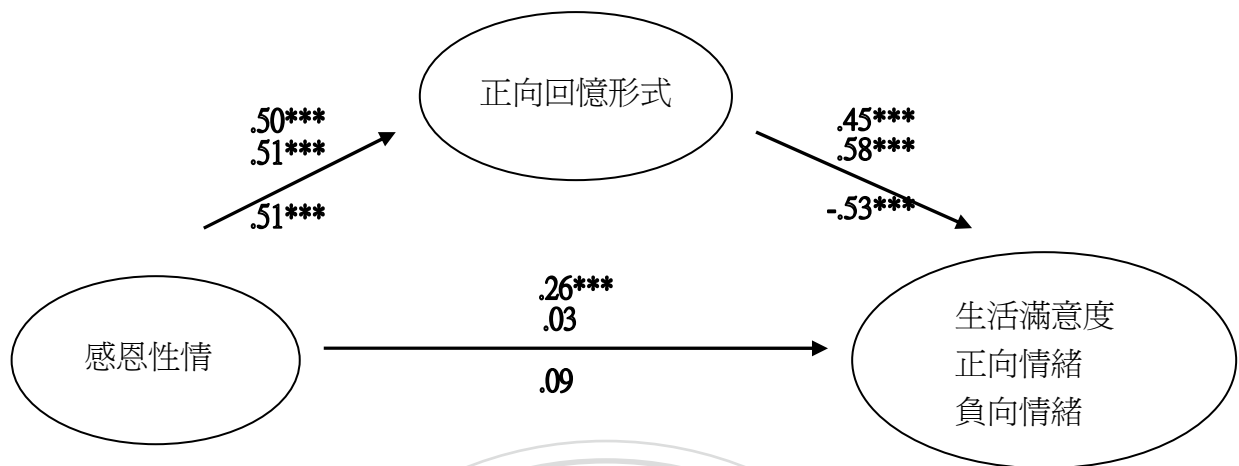 正向回憶形式
.50***
.51***
.51***
.45***
.58***
-.53***
.26***
.03
.09
感恩性情
生活滿意度
正向情緒
負向情緒